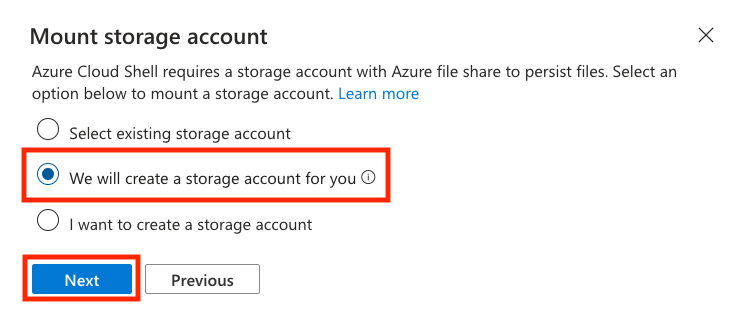 Mount storage account
Azure Cloud Shell requires a storage account with Azure file share to persist files. Select an
option below to mount a storage account. Learn more
Select existing storage account
We will create a storage account for you
I want to create a storage account
Next Previous